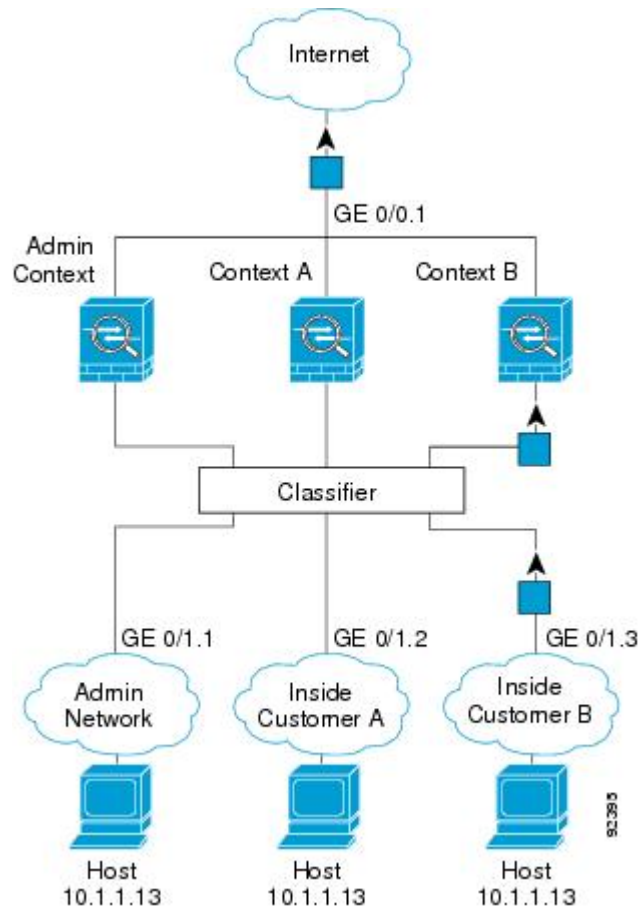 Internet
GE 0/0.1
Admin
Context
Context A
Context B
Classifier
GE 0/1.1
GE 0/1.2
GE 0/1.3
Admin
Network
Inside
Customer A
Inside
Customer B
Host
10.1.1.13
Host
10.1.1.13
Host
10.1.1.13
92395